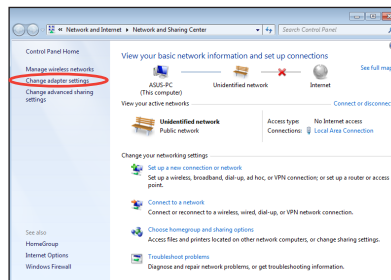 « Network and Internet ▸ Network and Sharing Center
Search Control Panel
Control Panel Home
Manage wireless networks
Change adapter settings
Change advanced sharing
settings
See also
HomeGroup
Internet Options
Windows Firewall
View your basic network information and set up connections
See full map
ASUS-PC
(This computer)
Unidentified network
Internet
View your active networks
Connect or disconnect
Unidentified network
Public network
Access type: No Internet access
Connections: Local Area Connection
Change your networking settings
Set up a new connection or network
Set up a wireless, broadband, dial-up, ad hoc, or VPN connection; or set up a router or access
point.
Connect to a network
Connect or reconnect to a wireless, wired, dial-up, or VPN network connection.
Choose homegroup and sharing options
Access files and printers located on other network computers, or change sharing settings.
Troubleshoot problems
Diagnose and repair network problems, or get troubleshooting information.